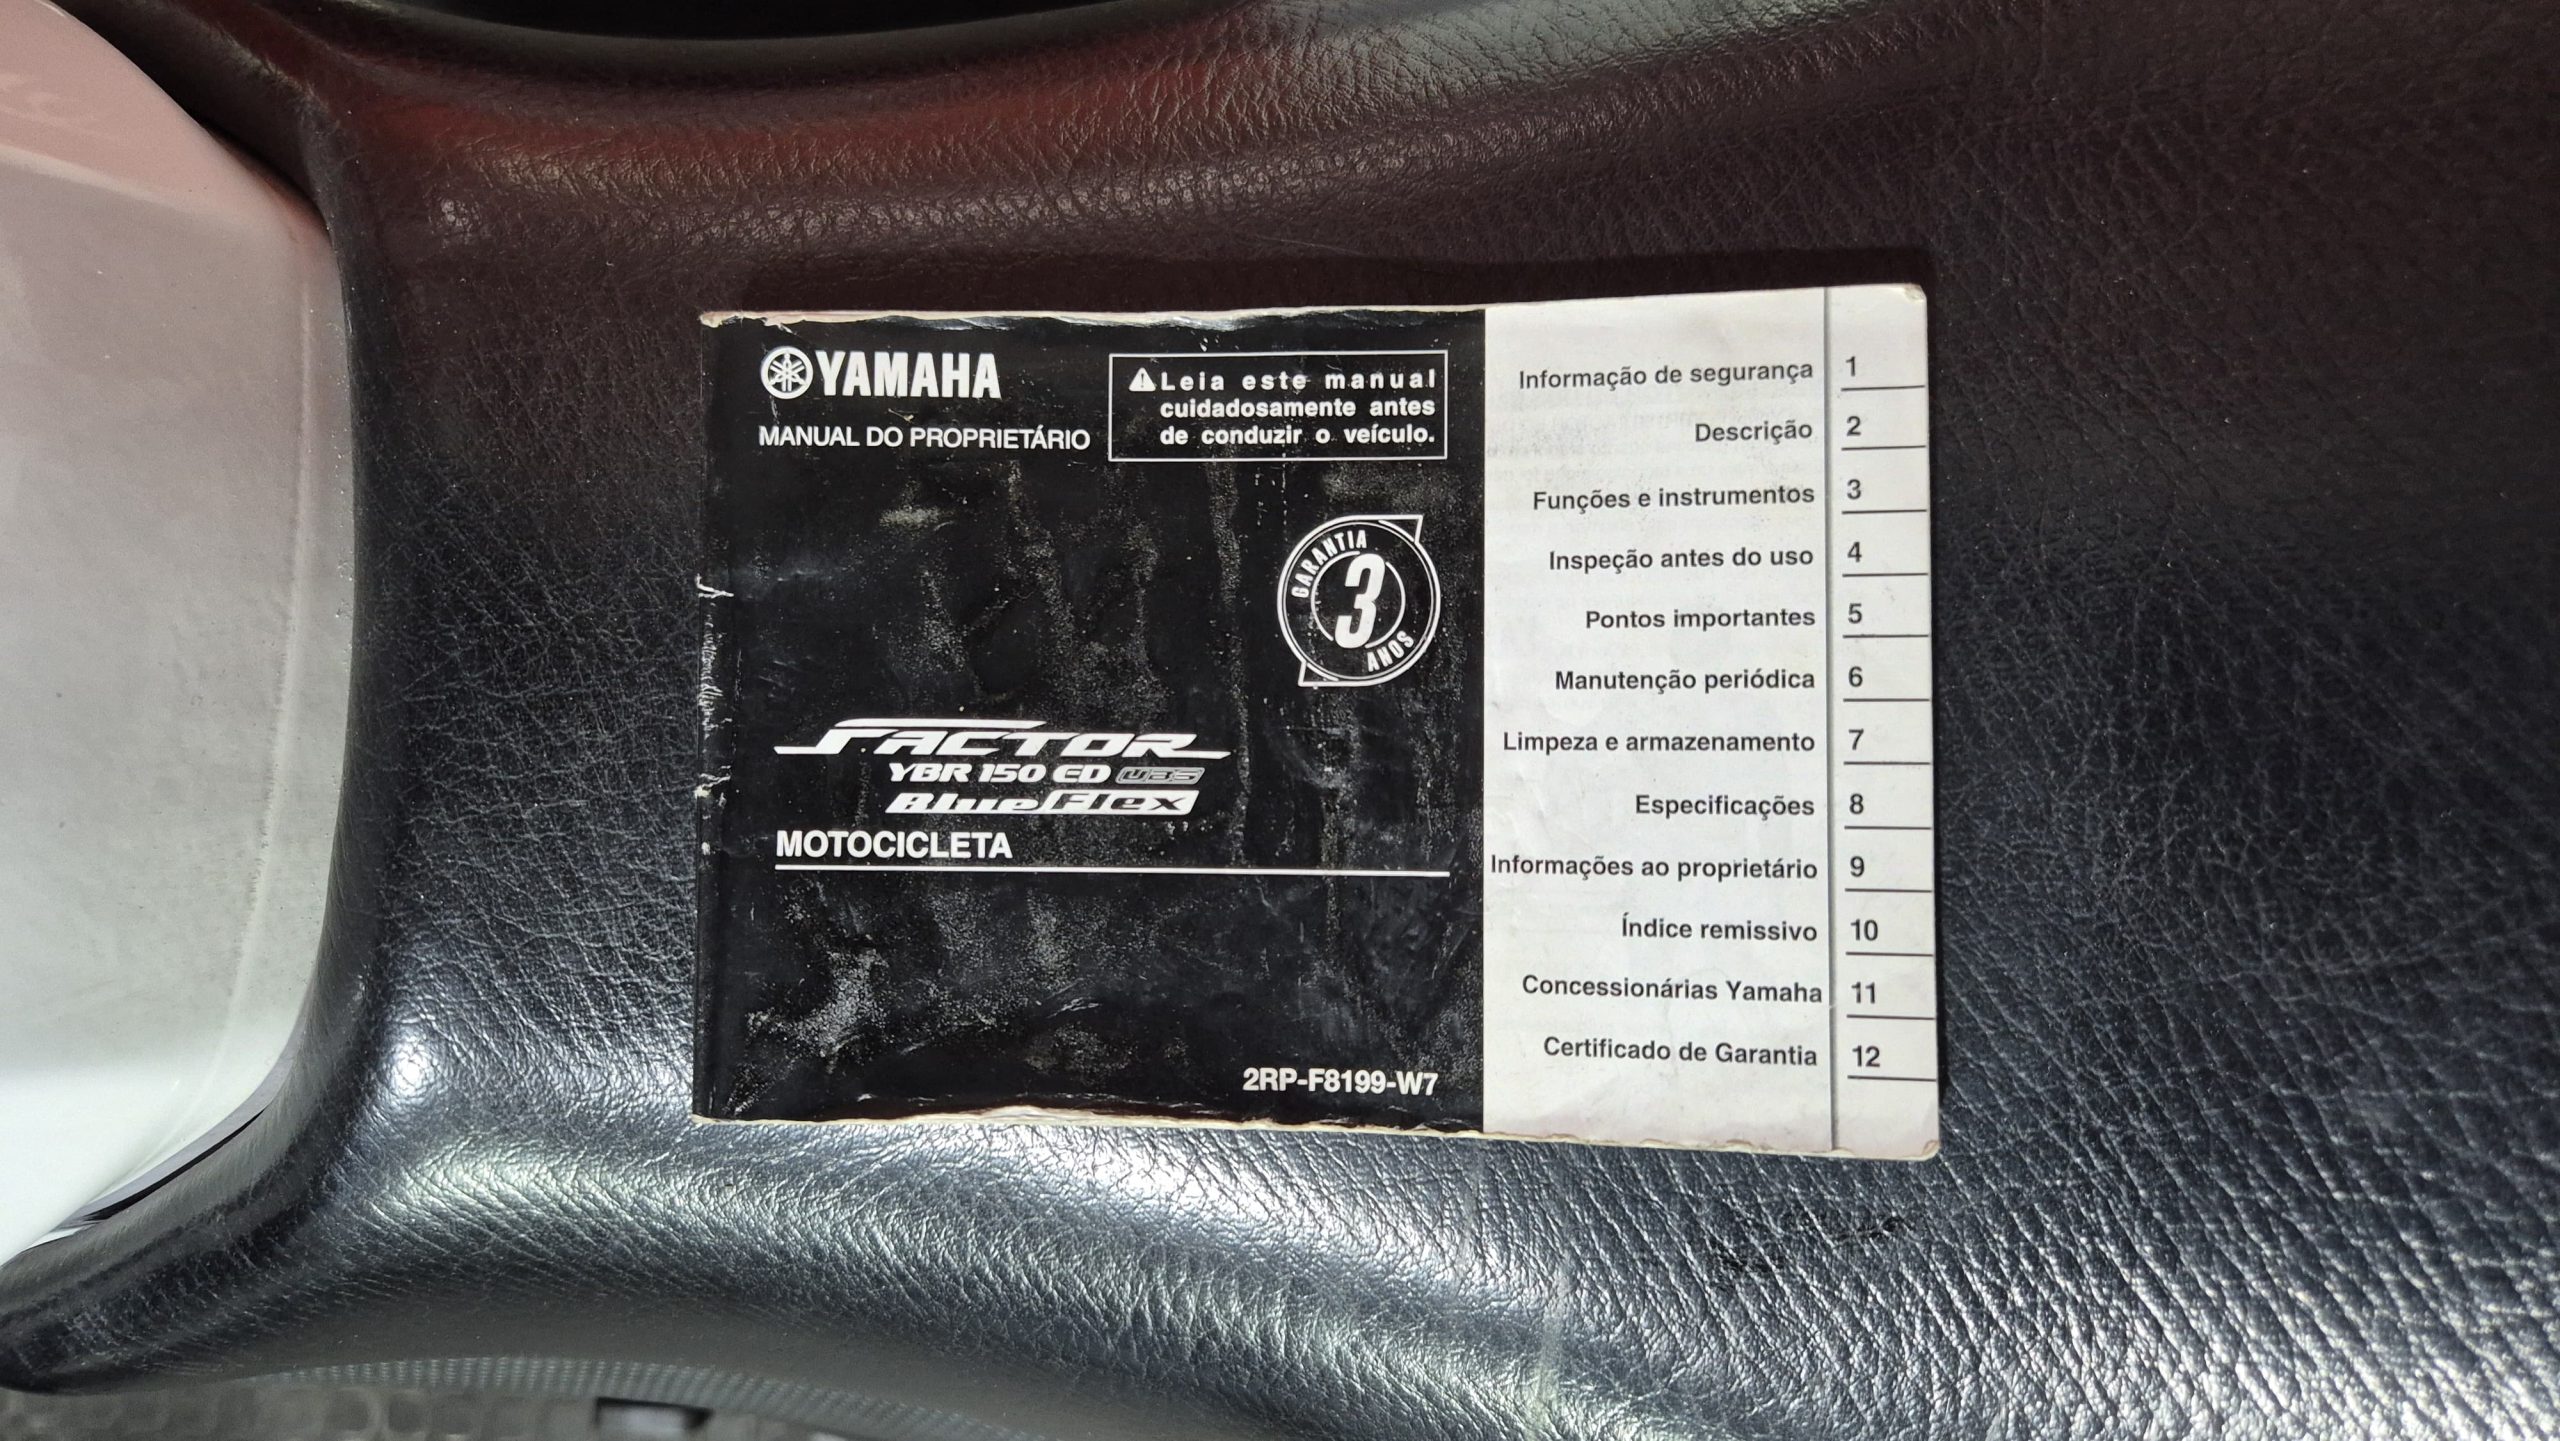 YAMAHA
MANUAL DO PROPRIETÁRIO
Leia este manual
cuidadosamente antes
de conduzir o veículo.
GARANTIA
3
ANOS
FACTOR
YBR 150 ED UBS
BlueFlex
MOTOCICLETA
2RP-F8199-W7
Informação de segurança 1
Descrição 2
Funções e instrumentos 3
Inspeção antes do uso 4
Pontos importantes 5
Manutenção periódica 6
Limpeza e armazenamento 7
Especificações 8
Informações ao proprietário 9
Índice remissivo 10
Concessionárias Yamaha 11
Certificado de Garantia 12